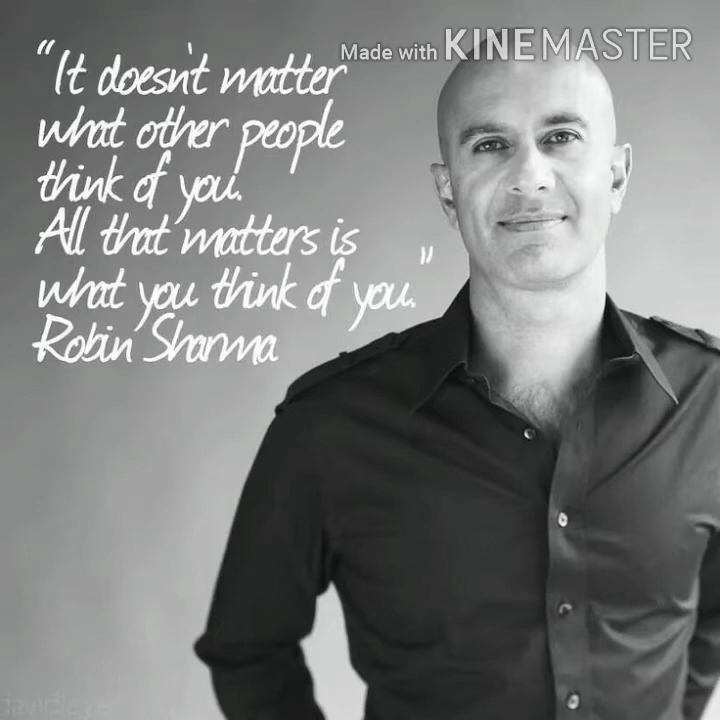 Made with KINEMASTER
"It doesn't matter
what other people
think of you.
All that matters is
what you think of you."
Robin Sharma